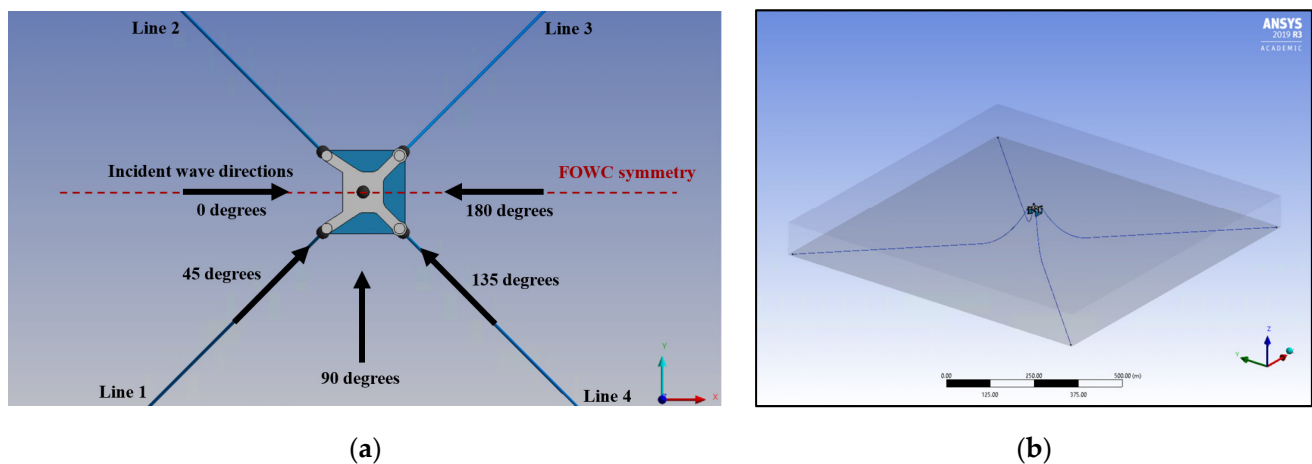 Line 2
Line 3
Incident wave directions
FOWC symmetry
0 degrees
180 degrees
45 degrees
135 degrees
90 degrees
Line 1
Line 4
Y
X
(a)
ANSYS
2019 R3
ACADEMIC
Z
Y
0.00
250.00
500.00 (m)
125.00
375.00
(b)